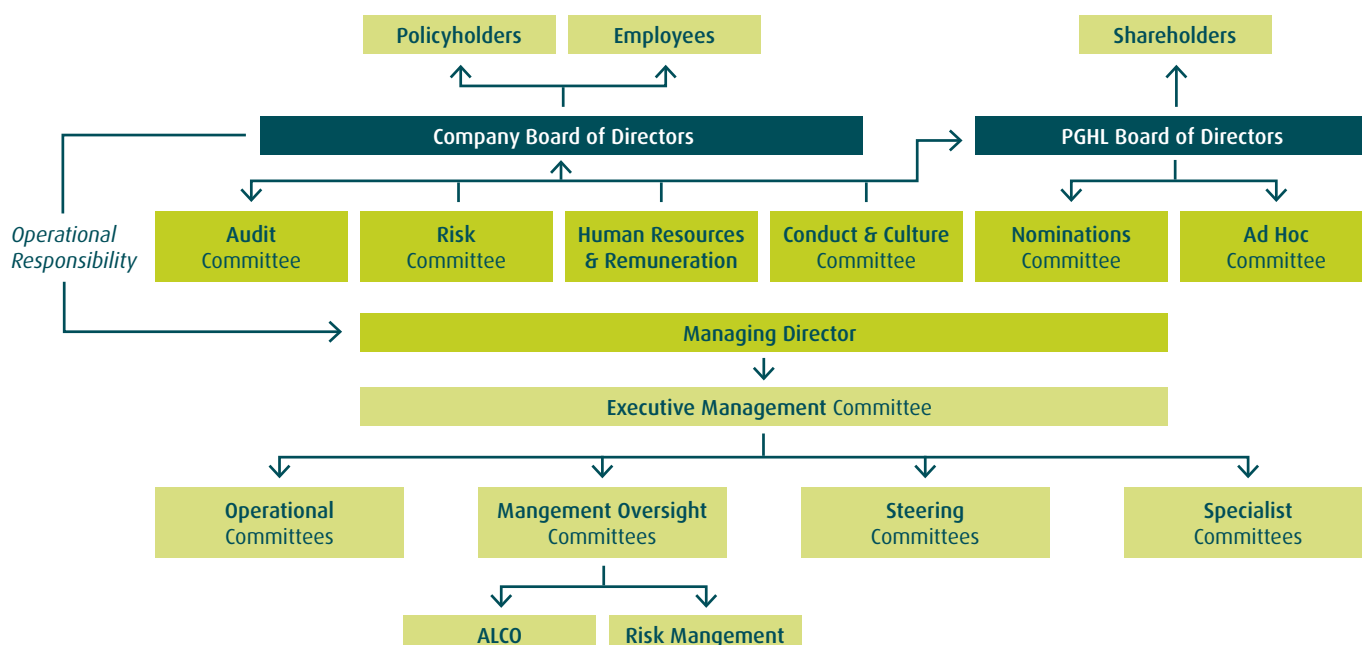 Policyholders
Employees
Shareholders
Company Board of Directors
PGHL Board of Directors
Operational
Responsibility
Audit
Committee
Risk
Committee
Human Resources
& Remuneration
Conduct & Culture
Committee
Nominations
Committee
Ad Hoc
Committee
Managing Director
Executive Management Committee
Operational
Committees
Mangement Oversight
Committees
Steering
Committees
Specialist
Committees
ALCO
Risk Mangement